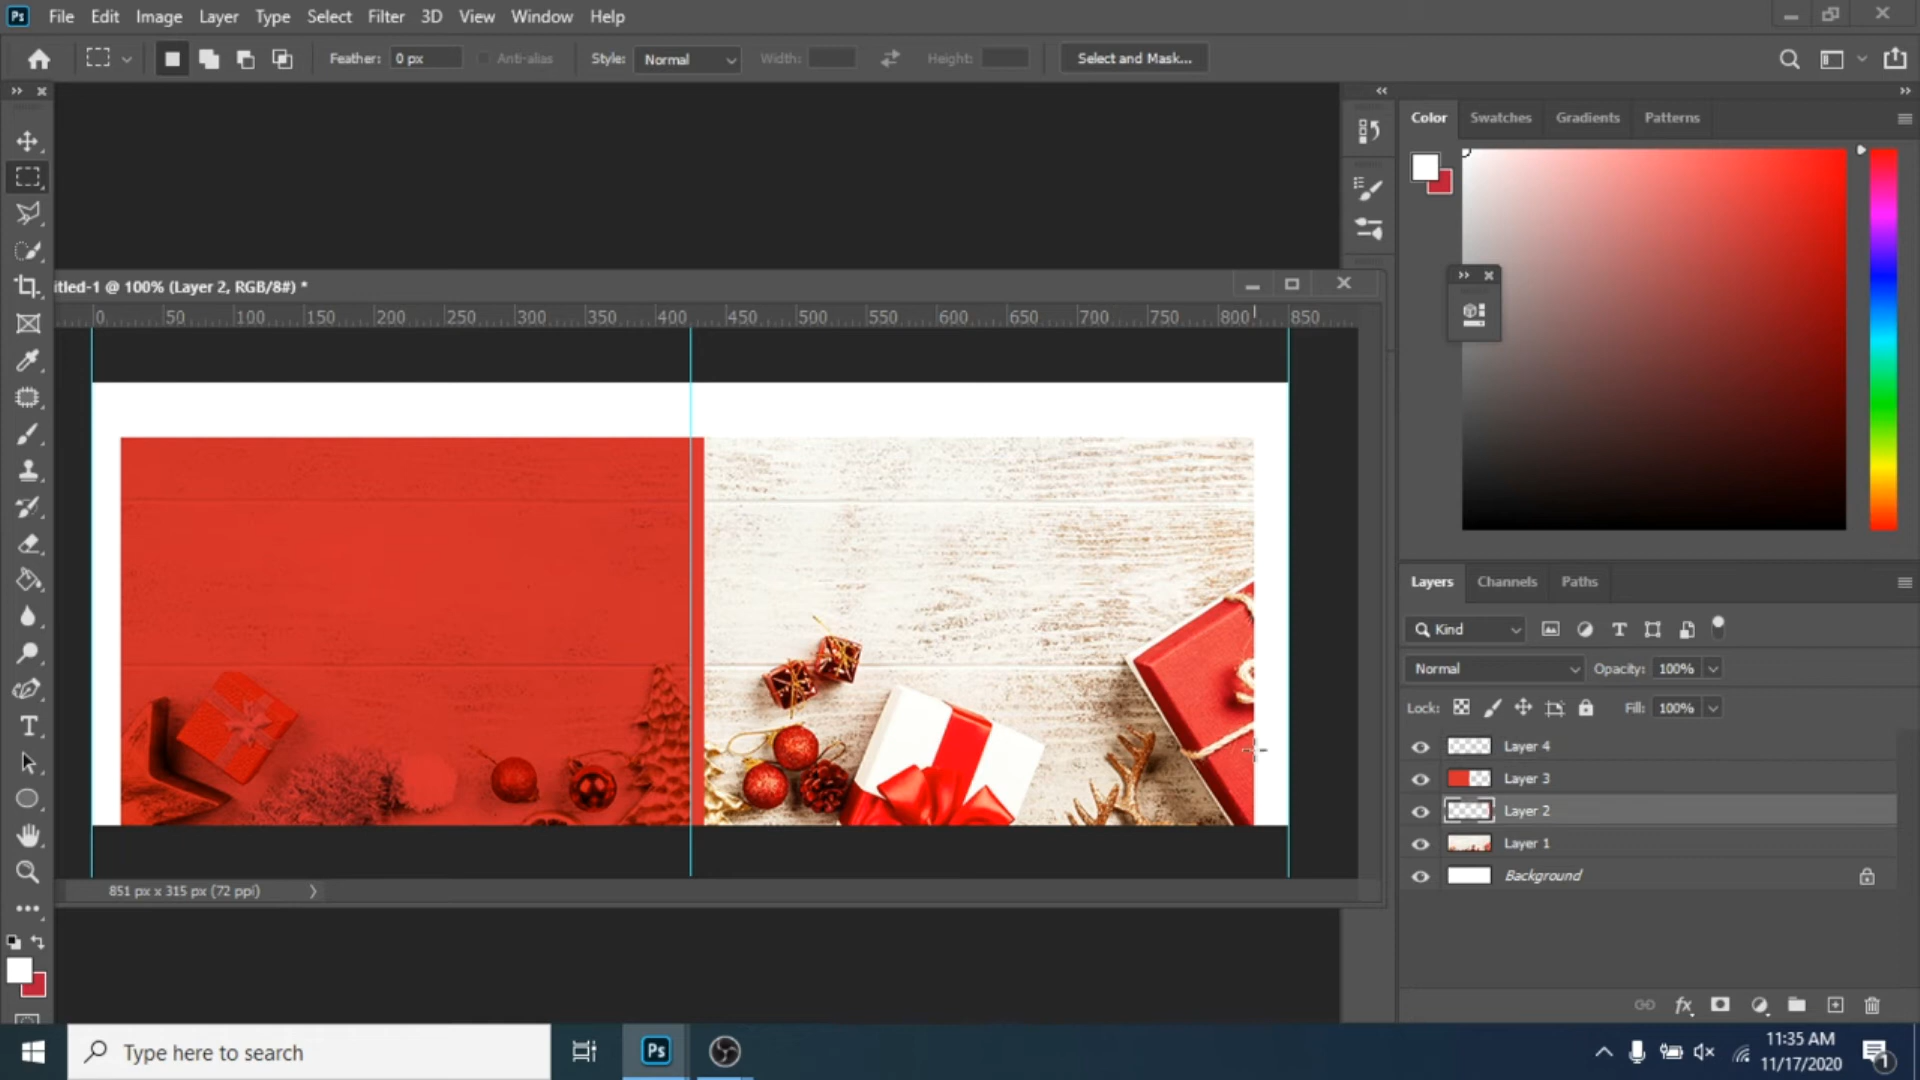 Ps File Edit Image Layer Type Select Filter 3D View Window Help
Feather: 0 px Anti-alias Style: Normal Width: Height: Select and Mask...
Color Swatches Gradients Patterns
itled-1 @ 100% (Layer 2, RGB/8#) *
0 50 100 150 200 250 300 350 400 450 500 550 600 650 700 750 800 850
Layers Channels Paths
Kind
Normal Opacity: 100%
Lock: Fill: 100%
Layer 4
Layer 3
Layer 2
Layer 1
Background
851 px x 315 px (72 ppi)
fx
Type here to search
Ps
11:35 AM
11/17/2020
1